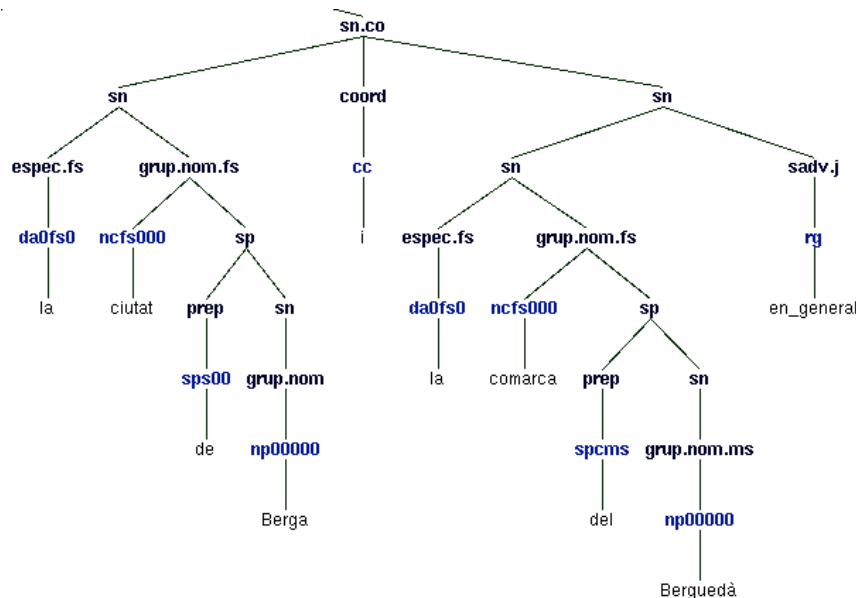 sn.co
sn coord sn
espec.fs grup.nom.fs cc sn sadv.j
da0fs0 ncfs000 sp i espec.fs grup.nom.fs rg
la ciutat prep sn da0fs0 ncfs000 sp en_general
sps00 grup.nom la comarca prep sn
de np00000 spcms grup.nom.ms
Berga del np00000
Berguedà